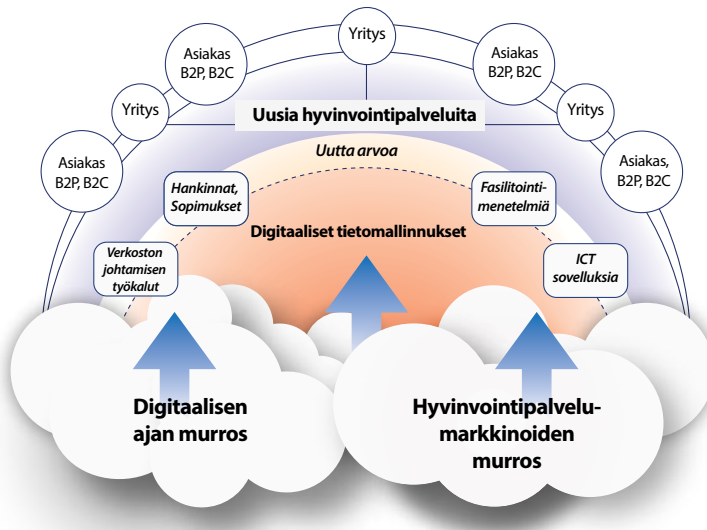 Yritys
Asiakas
B2P, B2C
Asiakas
B2P, B2C
Yritys
Yritys
Uusia hyvinvointipalveluita
Asiakas
B2P, B2C
Asiakas,
B2P, B2C
Uutta arvoa
Hankinnat,
Sopimukset
Fasilitointi-
menetelmiä
Digitaaliset tietomallinnukset
Verkoston
johtamisen
työkalut
ICT
sovelluksia
Digitaalisen
ajan murros
Hyvinvointipalvelu-
markkinoiden
murros